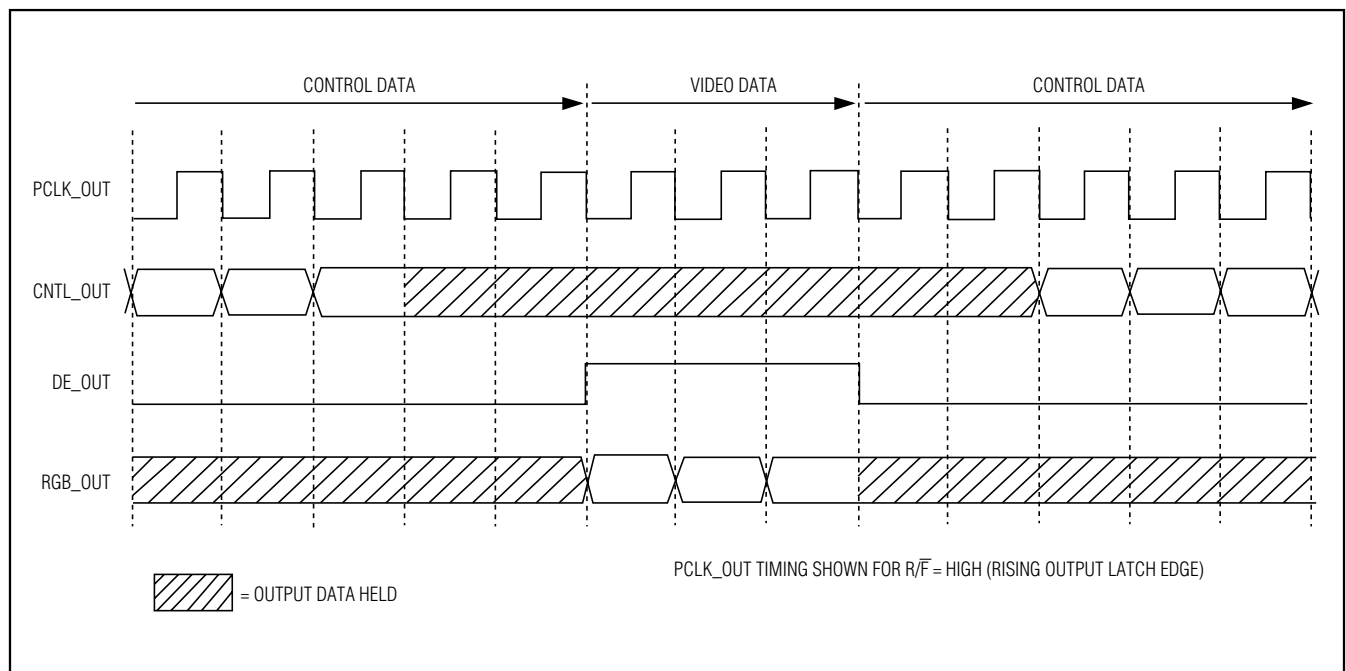 CONTROL DATA
VIDEO DATA
CONTROL DATA
PCLK_OUT
CNTL_OUT
DE_OUT
RGB_OUT
PCLK_OUT TIMING SHOWN FOR R/F̅ = HIGH (RISING OUTPUT LATCH EDGE)
= OUTPUT DATA HELD